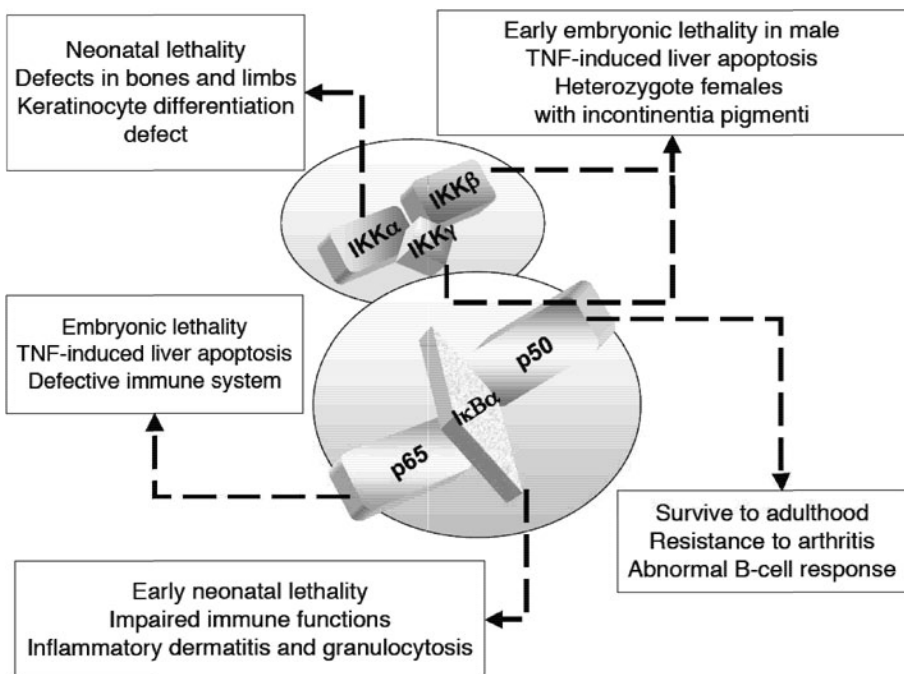 Neonatal lethality
Defects in bones and limbs
Keratinocyte differentiation
defect
Early embryonic lethality in male
TNF-induced liver apoptosis
Heterozygote females
with incontinentia pigmenti
IKKα
IKKβ
IKKγ
Embryonic lethality
TNF-induced liver apoptosis
Defective immune system
p50
IκBα
p65
Survive to adulthood
Resistance to arthritis
Abnormal B-cell response
Early neonatal lethality
Impaired immune functions
Inflammatory dermatitis and granulocytosis